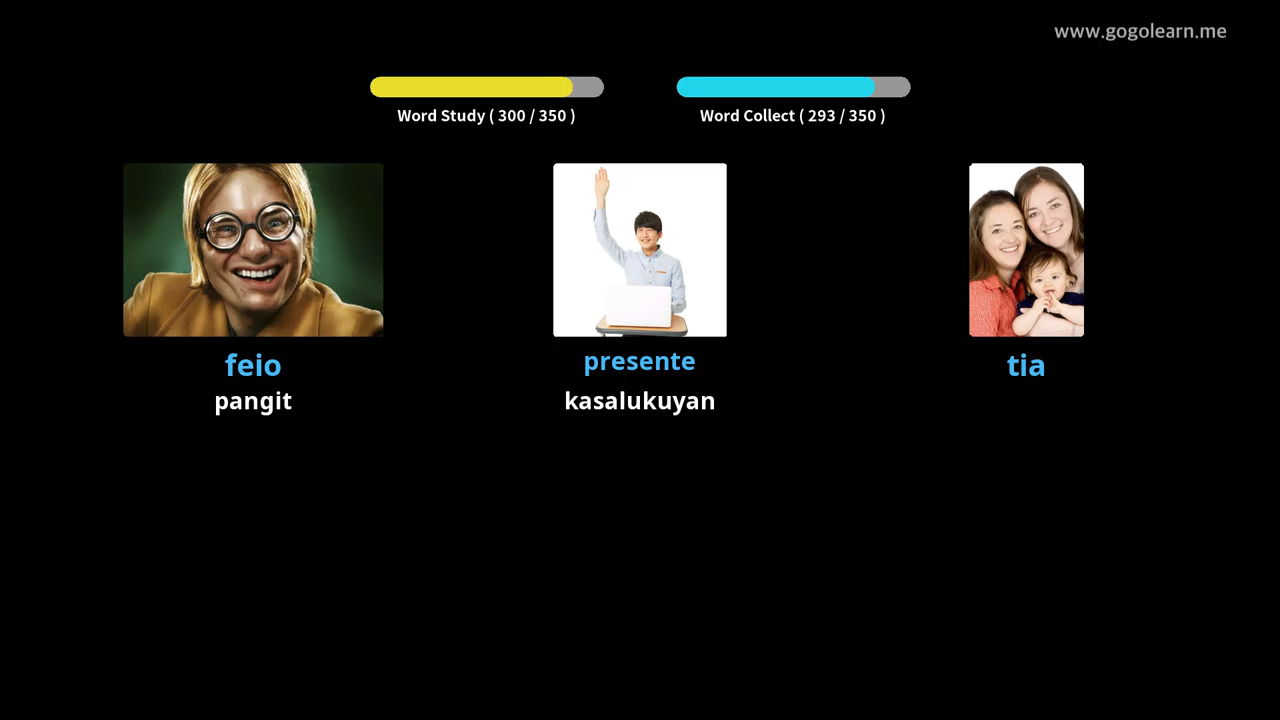 www.gogolearn.me
Word Study ( 300 / 350 )
Word Collect ( 293 / 350 )
feio
presente
tia
pangit
kasalukuyan